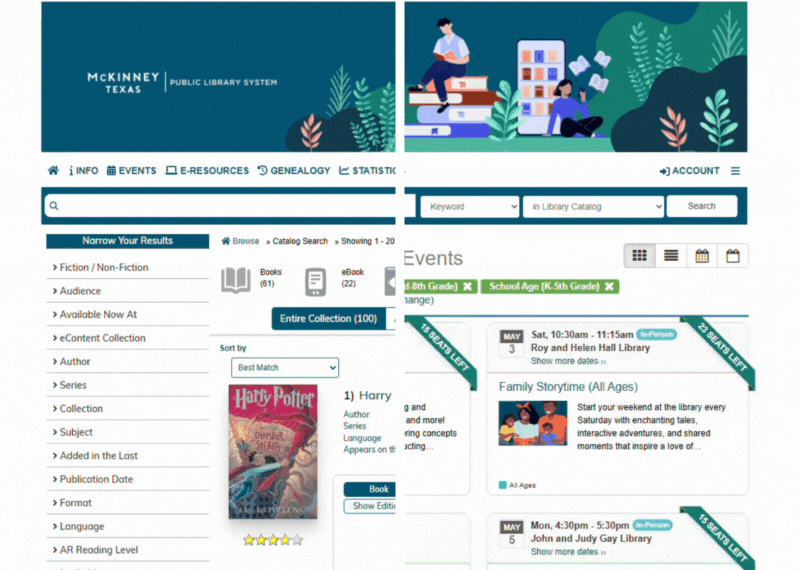 McKINNEY
TEXAS
PUBLIC LIBRARY SYSTEM
INFO EVENTS E-RESOURCES GENEALOGY STATISTIC
ACCOUNT
Keyword
in Library Catalog
Search
Narrow Your Results
Fiction / Non-Fiction
Audience
Available Now At
eContent Collection
Author
Series
Collection
Subject
Added in the Last
Publication Date
Format
Language
AR Reading Level
Browse » Catalog Search » Showing 1 - 20
Books
(61)
eBook
(22)
Entire Collection (100)
Sort by
Best Match
Harry Potter
CHAMBER
SECRETS
J.K. ROWLING
1) Harry
Author
Series
Language
Appears on th
Book
Show Editi
Events
d-8th Grade) ✖
School Age (K-5th Grade) ✖
hange)
15 SEATS LEFT
g and
and more!
ring concepts
ucting…
MAY
3
Sat, 10:30am - 11:15am In-Person
Roy and Helen Hall Library
Show more dates »
23 SEATS LEFT
Family Storytime (All Ages)
Start your weekend at the library every
Saturday with enchanting tales,
interactive adventures, and shared
moments that inspire a love of…
All Ages
MAY
5
Mon, 4:30pm - 5:30pm In-Person
John and Judy Gay Library
Show more dates »
15 SEATS LEFT